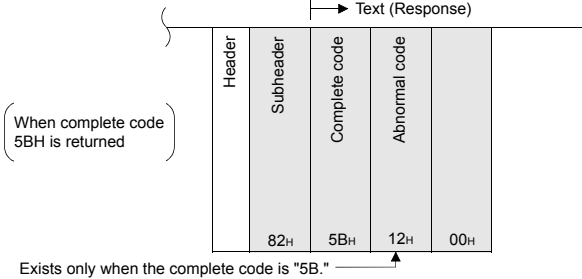 Text (Response)
Header
Subheader
Complete code
Abnormal code
When complete code
5BH is returned
82H
5BH
12H
00H
Exists only when the complete code is "5B."